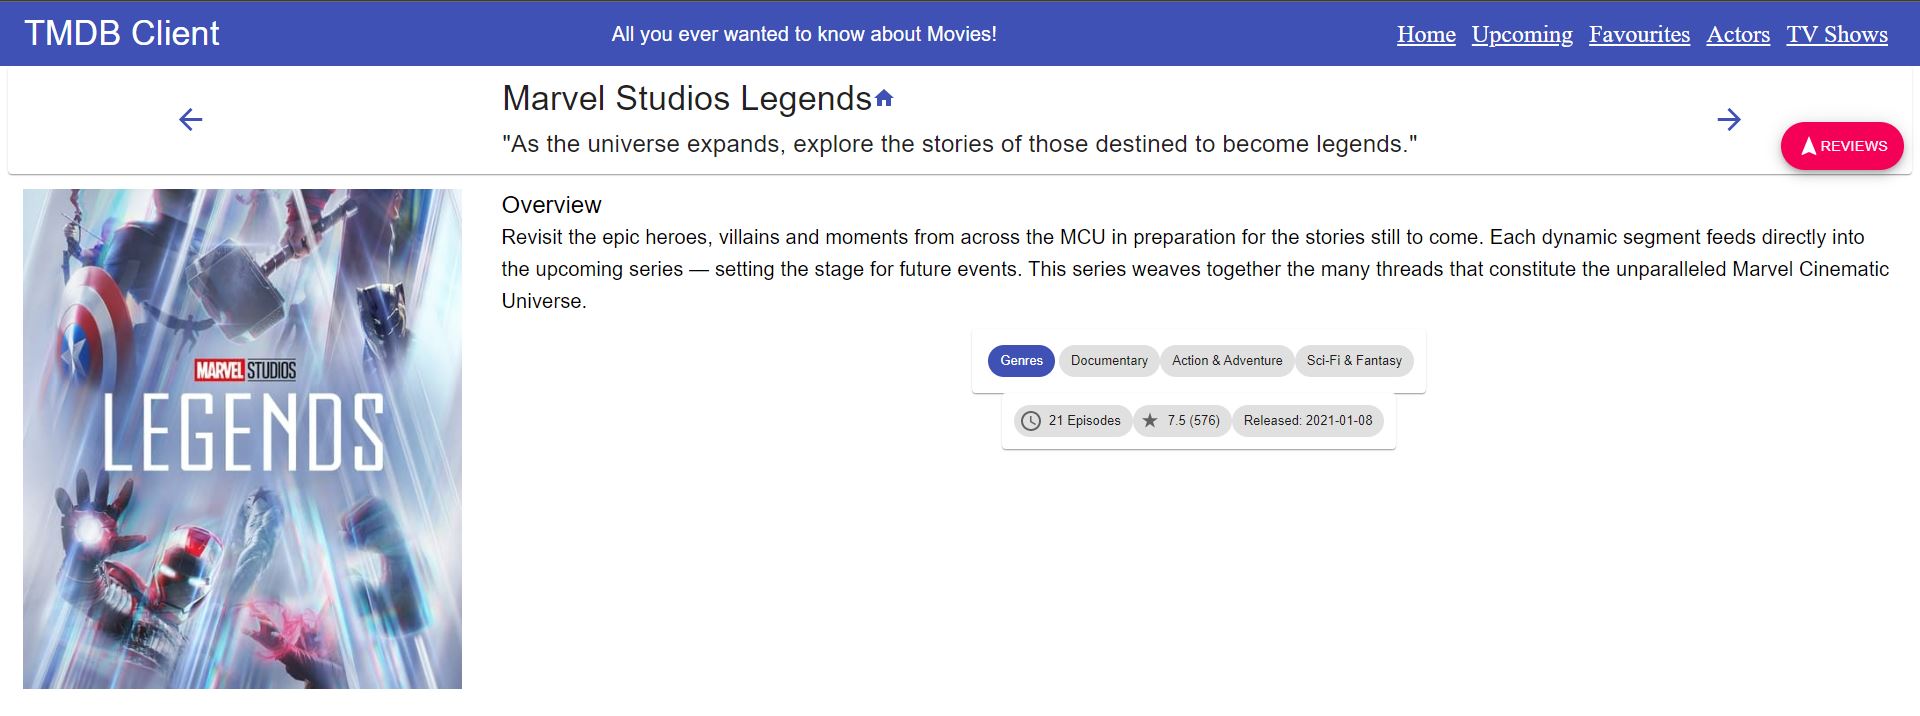 TMDB Client
All you ever wanted to know about Movies!
Home Upcoming Favourites Actors TV Shows
Marvel Studios Legends
"As the universe expands, explore the stories of those destined to become legends."
REVIEWS
MARVEL STUDIOS
LEGENDS
Overview
Revisit the epic heroes, villains and moments from across the MCU in preparation for the stories still to come. Each dynamic segment feeds directly into
the upcoming series — setting the stage for future events. This series weaves together the many threads that constitute the unparalleled Marvel Cinematic
Universe.
Genres Documentary Action & Adventure Sci-Fi & Fantasy
21 Episodes 7.5 (576) Released: 2021-01-08